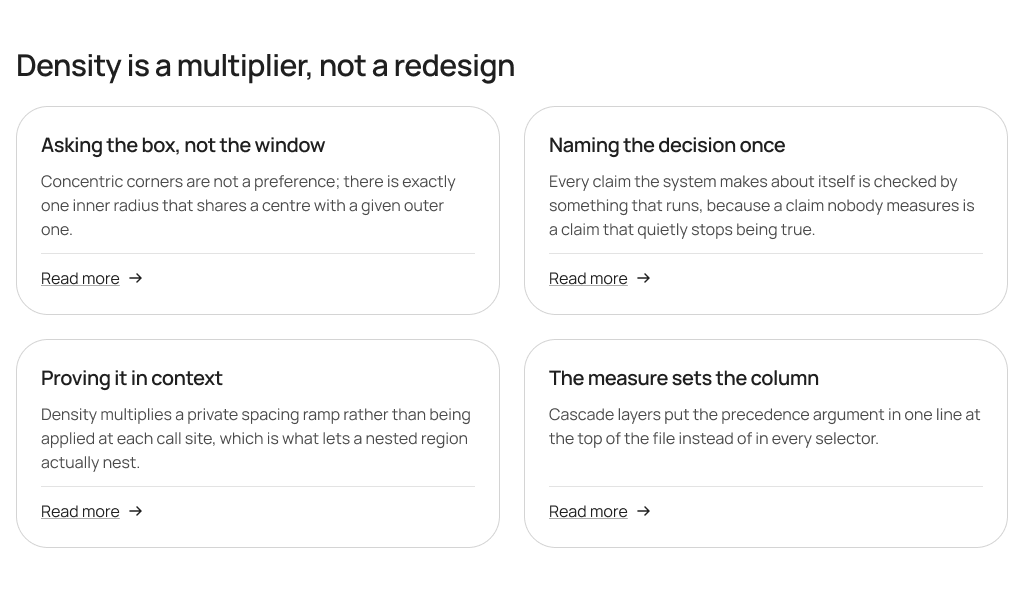 Density is a multiplier, not a redesign
Asking the box, not the window
Concentric corners are not a preference; there is exactly
one inner radius that shares a centre with a given outer
one.
Read more
Naming the decision once
Every claim the system makes about itself is checked by
something that runs, because a claim nobody measures is
a claim that quietly stops being true.
Read more
Proving it in context
Density multiplies a private spacing ramp rather than being
applied at each call site, which is what lets a nested region
actually nest.
Read more
The measure sets the column
Cascade layers put the precedence argument in one line at
the top of the file instead of in every selector.
Read more